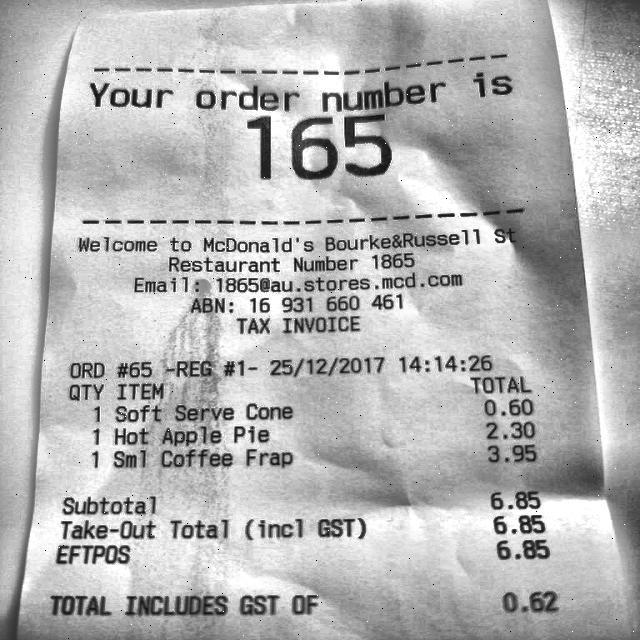 Your order number is
165
Welcome to McDonald's Bourke&Russell St
Restaurant Number 1865
Email: 1865@au.stores.mcd.com
ABN: 16 931 660 461
TAX INVOICE
ORD #65 -REG #1- 25/12/2017 14:14:26
QTY ITEM TOTAL
1 Soft Serve Cone 0.60
1 Hot Apple Pie 2.30
1 Sml Coffee Frap 3.95
Subtotal 6.85
Take-Out Total (incl GST) 6.85
EFTPOS 6.85
TOTAL INCLUDES GST OF 0.62